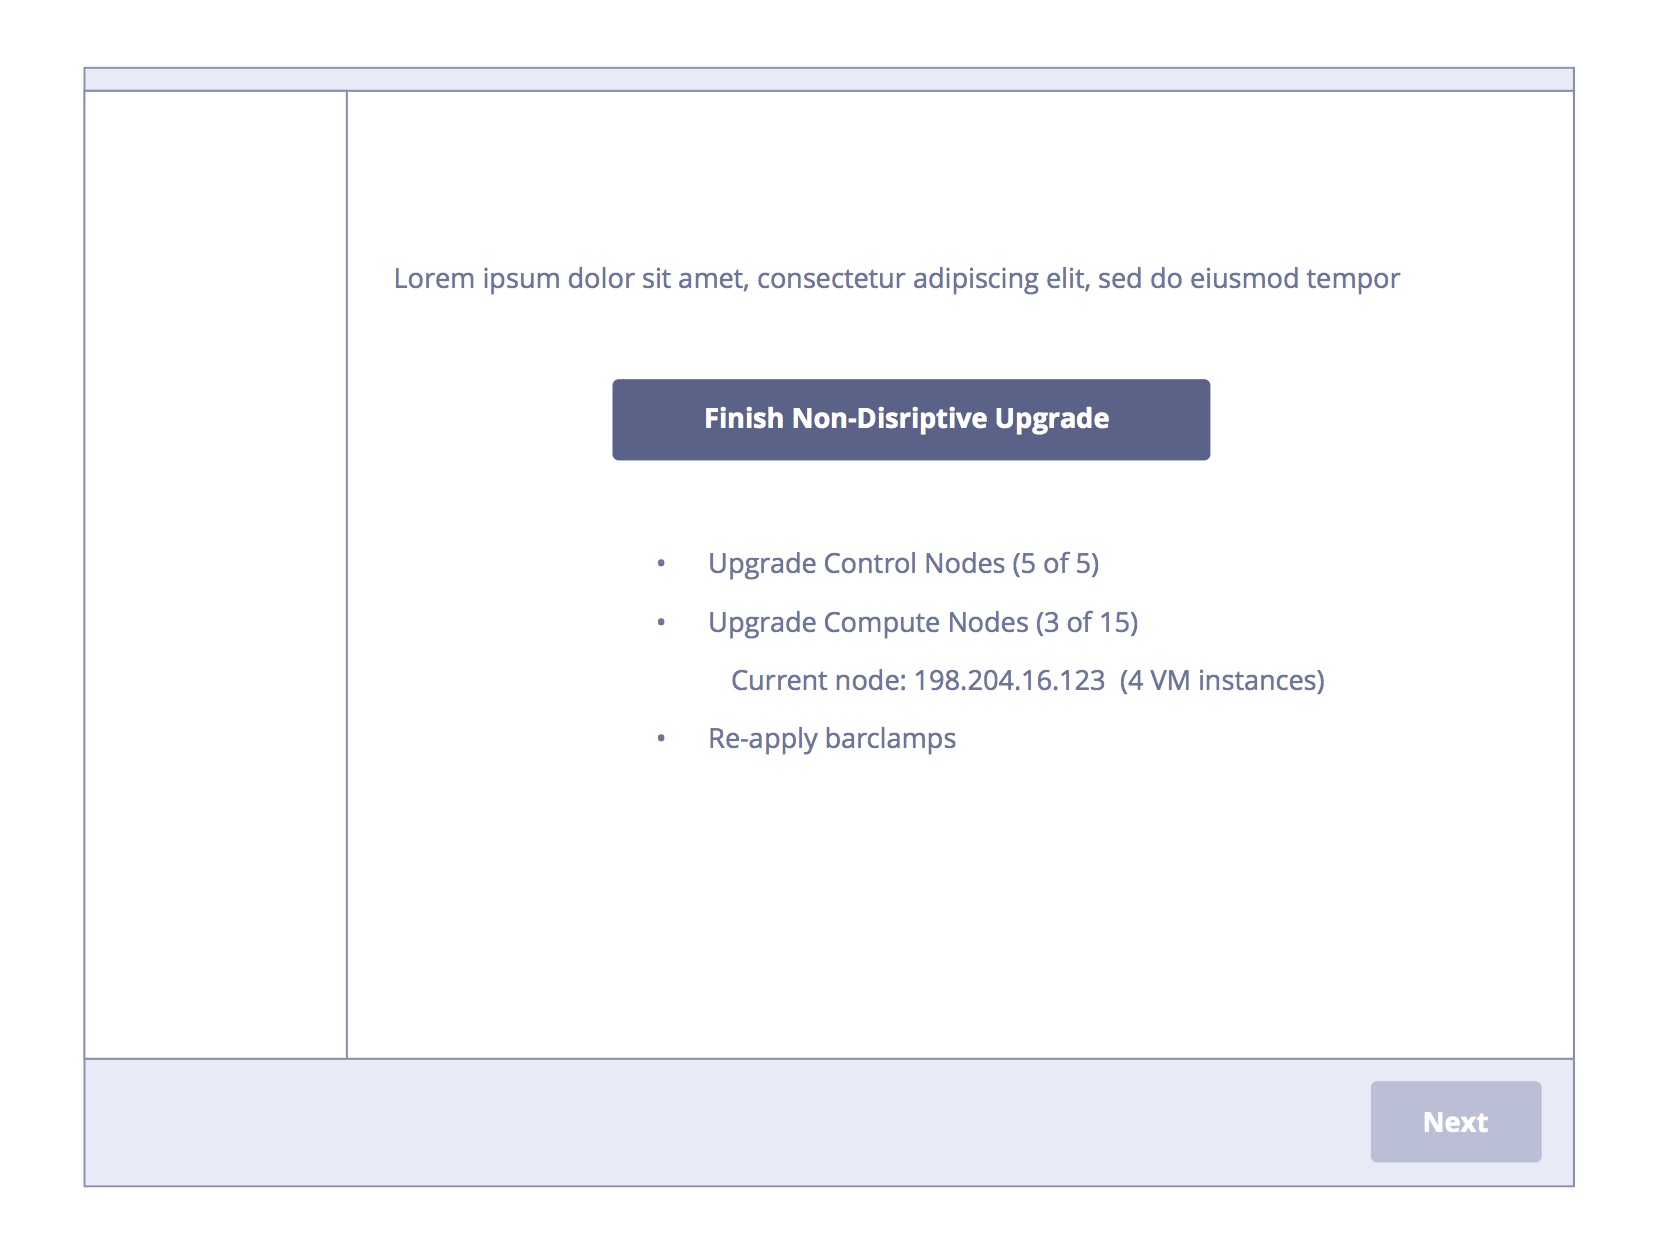 Lorem ipsum dolor sit amet, consectetur adipiscing elit, sed do eiusmod tempor
Finish Non-Disriptive Upgrade
• Upgrade Control Nodes (5 of 5)
• Upgrade Compute Nodes (3 of 15)
Current node: 198.204.16.123 (4 VM instances)
• Re-apply barclamps
Next